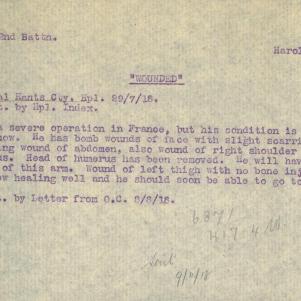 2nd Battn.
Harol
"WOUNDED"
al Hants Cty. Hpl. 29/7/18.
. by Hpl. Index.
a severe operation in France, but his condition is
now. He has bomb wounds of face with slight scarri
ing wound of abdomen, also wound of right shoulder
us. Head of humerus has been removed. He will hav
of this arm. Wound of left thigh with no bone inj
w healing well and he should soon be able to go to
. by Letter from O.C. 8/8/18.
9/11/18